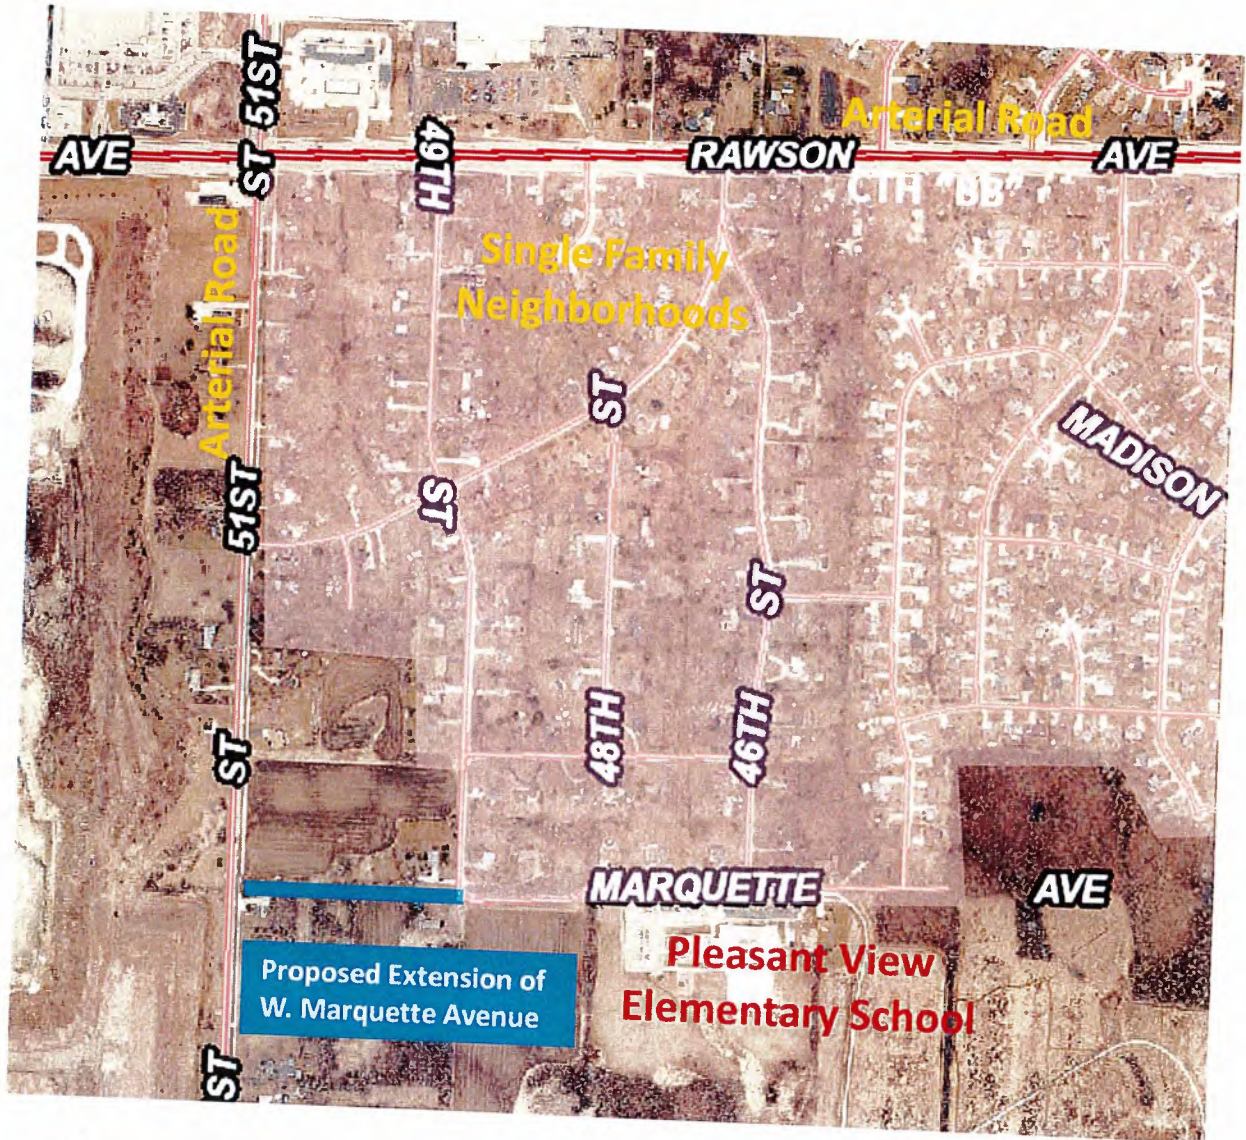 51ST
ST
AVE
49TH
RAWSON
Arterial Road
AVE
CTH "BB"
Arterial Road
Single Family
Neighborhoods
ST
MADISON
51ST
ST
ST
ST
48TH
46TH
MARQUETTE
AVE
Proposed Extension of
W. Marquette Avenue
Pleasant View
Elementary School
ST